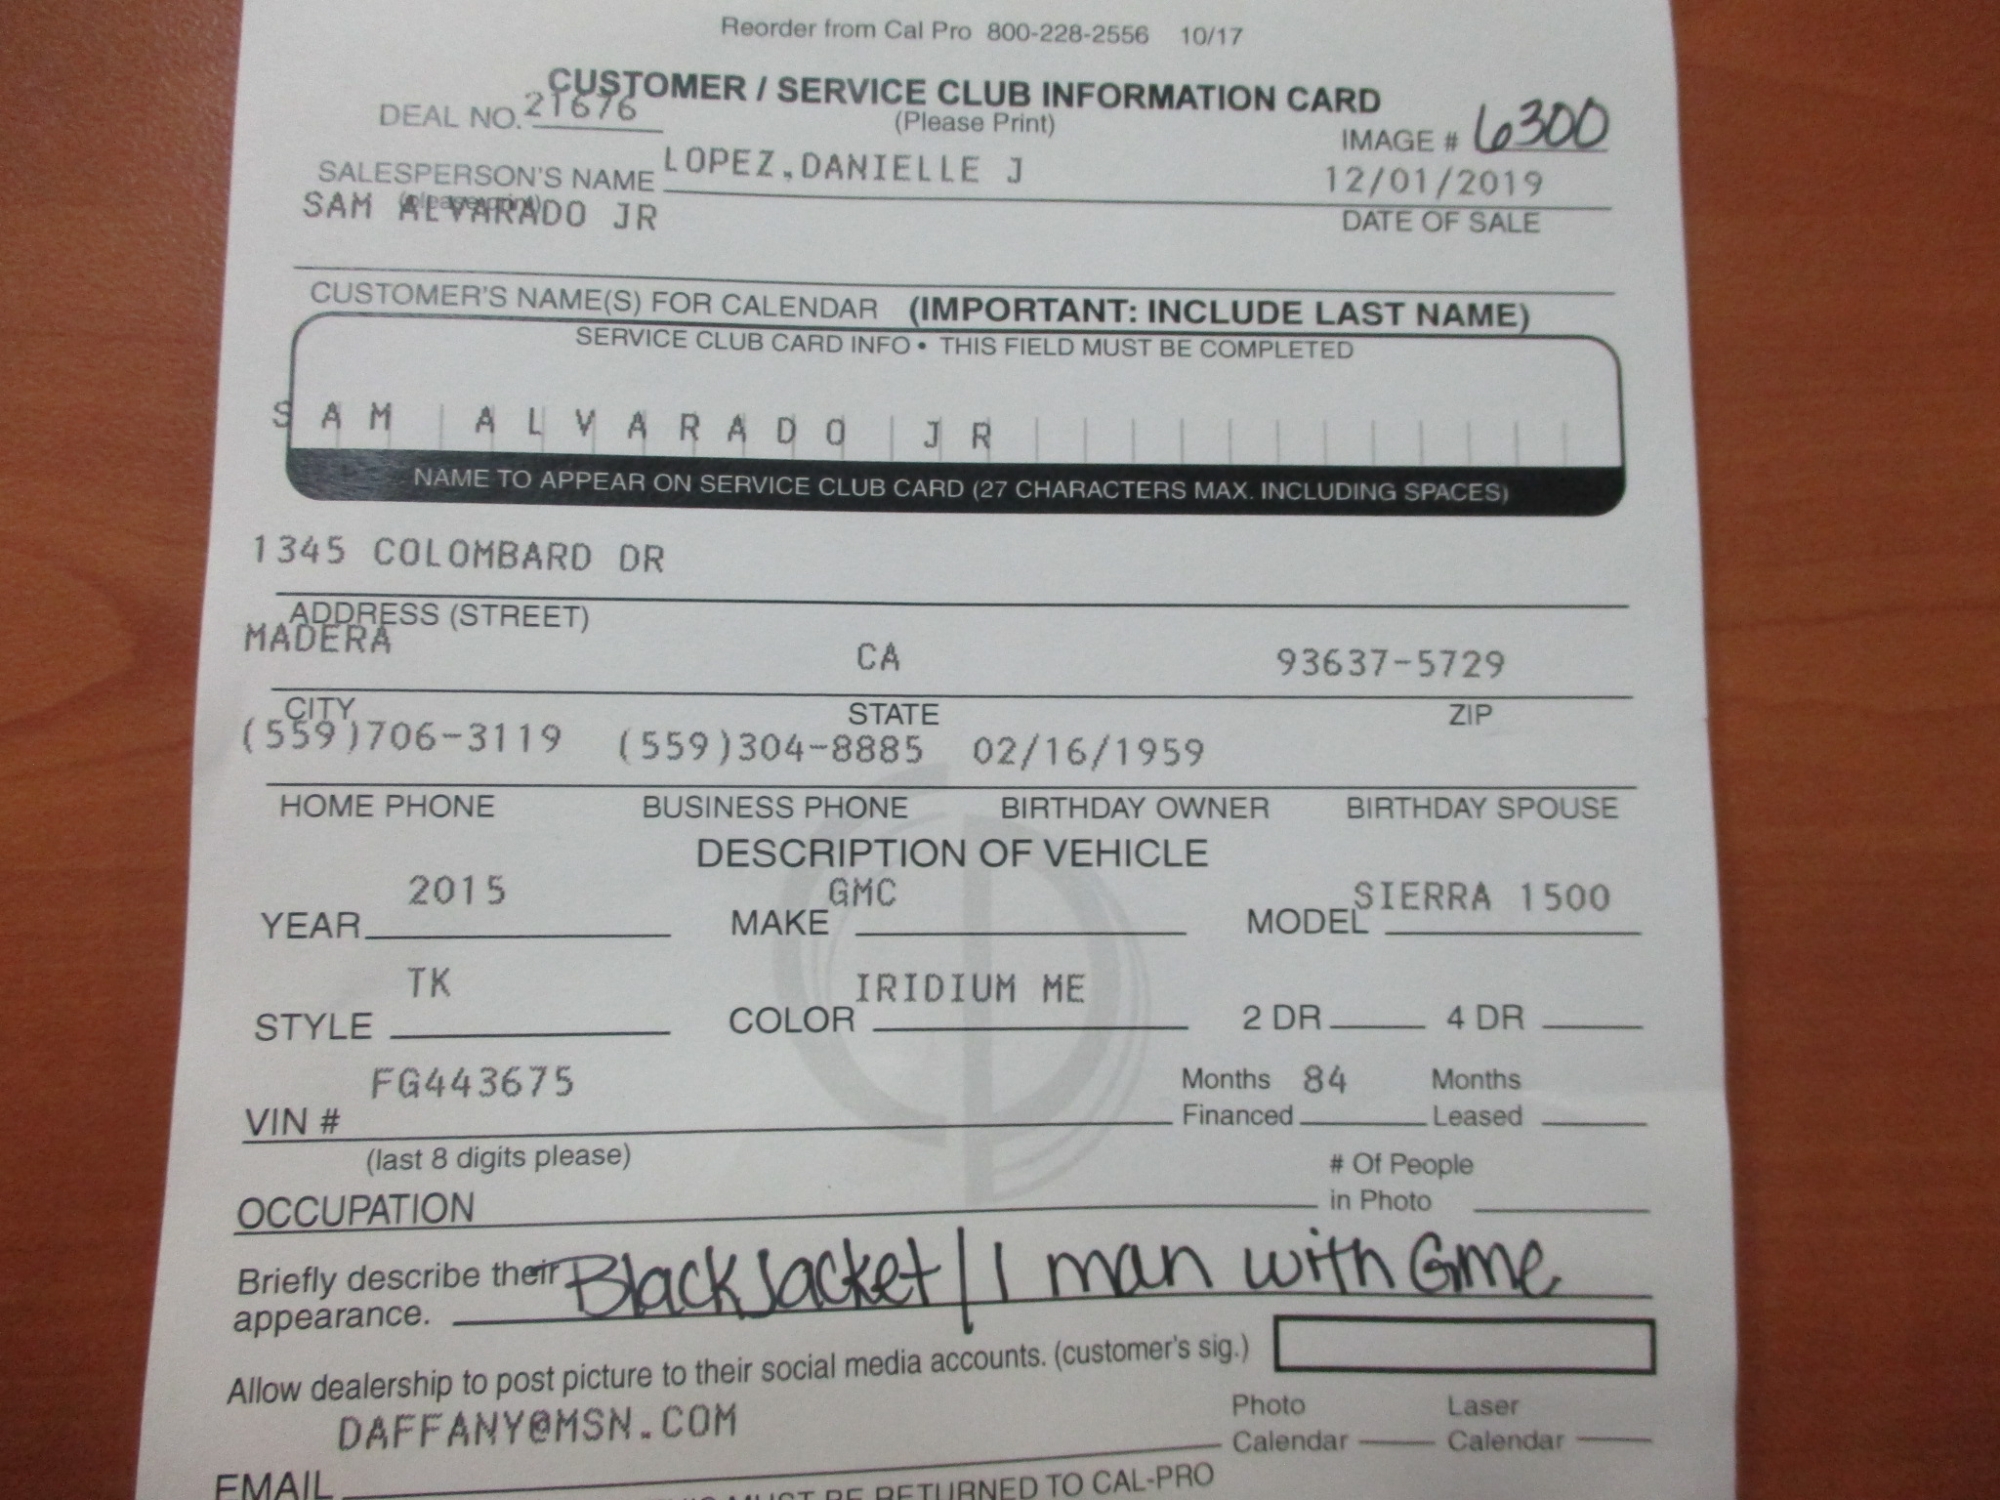 Reorder from Cal Pro 800-228-2556 10/17
CUSTOMER / SERVICE CLUB INFORMATION CARD
DEAL NO. 21676 (Please Print) IMAGE # 6300
SALESPERSON'S NAME LOPEZ,DANIELLE J 12/01/2019
(please print) DATE OF SALE
SAM ALVARADO JR
CUSTOMER'S NAME(S) FOR CALENDAR (IMPORTANT: INCLUDE LAST NAME)
SERVICE CLUB CARD INFO • THIS FIELD MUST BE COMPLETED
SAM ALVARADO JR
NAME TO APPEAR ON SERVICE CLUB CARD (27 CHARACTERS MAX. INCLUDING SPACES)
1345 COLOMBARD DR
ADDRESS (STREET)
MADERA CA 93637-5729
CITY STATE ZIP
(559)706-3119 (559)304-8885 02/16/1959
HOME PHONE BUSINESS PHONE BIRTHDAY OWNER BIRTHDAY SPOUSE
DESCRIPTION OF VEHICLE
YEAR 2015 MAKE GMC MODEL SIERRA 1500
STYLE TK COLOR IRIDIUM ME 2 DR 4 DR
VIN # FG443675 Months Financed 84 Months Leased
(last 8 digits please)
OCCUPATION # Of People in Photo
Briefly describe their appearance. Black Jacket / 1 man with Gmc
Allow dealership to post picture to their social media accounts. (customer's sig.)
DAFFANY@MSN.COM Photo Calendar Laser Calendar
EMAIL
MUST BE RETURNED TO CAL-PRO